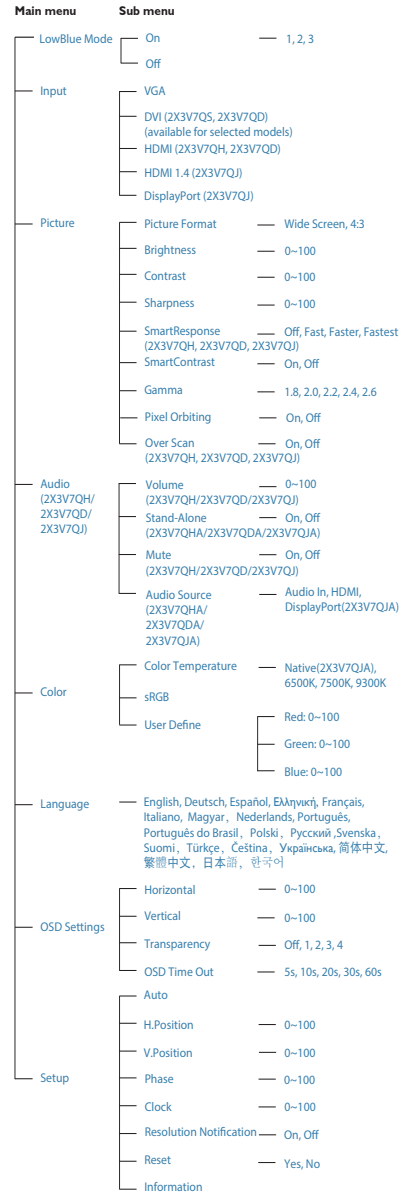 Main menu Sub menu
LowBlue Mode On 1, 2, 3
Off
Input VGA
DVI (2X3V7QS, 2X3V7QD)
(available for selected models)
HDMI (2X3V7QH, 2X3V7QD)
HDMI 1.4 (2X3V7QJ)
DisplayPort (2X3V7QJ)
Picture Picture Format Wide Screen, 4:3
Brightness 0~100
Contrast 0~100
Sharpness 0~100
SmartResponse Off, Fast, Faster, Fastest
(2X3V7QH, 2X3V7QD, 2X3V7QJ)
SmartContrast On, Off
Gamma 1.8, 2.0, 2.2, 2.4, 2.6
Pixel Orbiting On, Off
Over Scan On, Off
(2X3V7QH, 2X3V7QD, 2X3V7QJ)
Audio Volume 0~100
(2X3V7QH/ (2X3V7QH/2X3V7QD/2X3V7QJ)
2X3V7QD/ Stand-Alone On, Off
2X3V7QJ) (2X3V7QHA/2X3V7QDA/2X3V7QJA)
Mute On, Off
(2X3V7QH/2X3V7QD/2X3V7QJ)
Audio Source Audio In, HDMI,
(2X3V7QHA/ DisplayPort(2X3V7QJA)
2X3V7QDA/
2X3V7QJA)
Color Color Temperature Native(2X3V7QJA),
6500K, 7500K, 9300K
sRGB
User Define Red: 0~100
Green: 0~100
Blue: 0~100
Language English, Deutsch, Español, Ελληνική, Français,
Italiano, Magyar, Nederlands, Português,
Português do Brasil, Polski, Русский ,Svenska,
Suomi, Türkçe, Čeština, Українська, 简体中文,
繁體中文, 日本語, 한국어
OSD Settings Horizontal 0~100
Vertical 0~100
Transparency Off, 1, 2, 3, 4
OSD Time Out 5s, 10s, 20s, 30s, 60s
Setup Auto
H.Position 0~100
V.Position 0~100
Phase 0~100
Clock 0~100
Resolution Notification On, Off
Reset Yes, No
Information